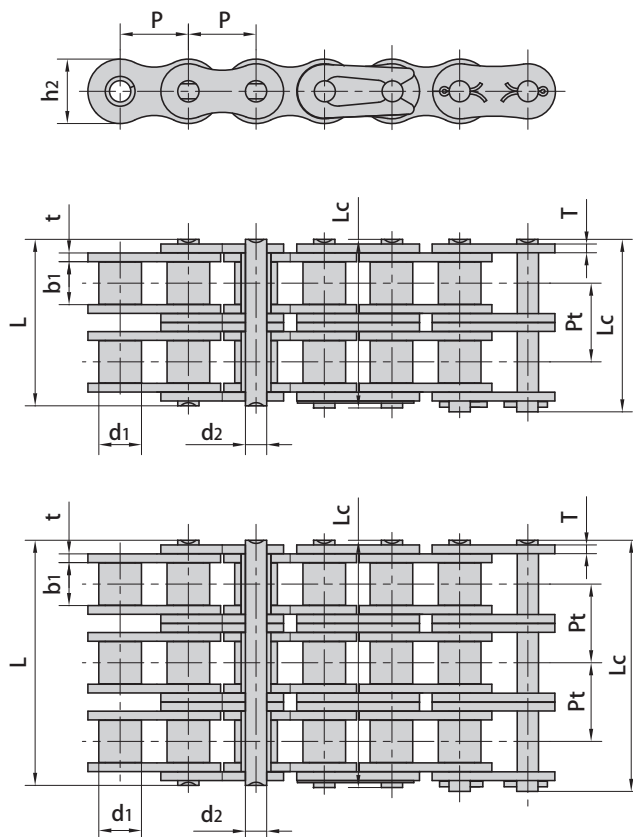 P P
h2
t Lc T
b1
L Pt Lc
d1 d2
t Lc T
b1
Pt
L Lc
Pt
d1 d2